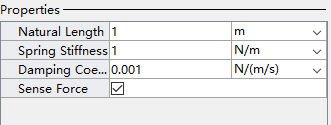 Properties
Natural Length 1 m
Spring Stiffness 1 N/m
Damping Coe... 0.001 N/(m/s)
Sense Force